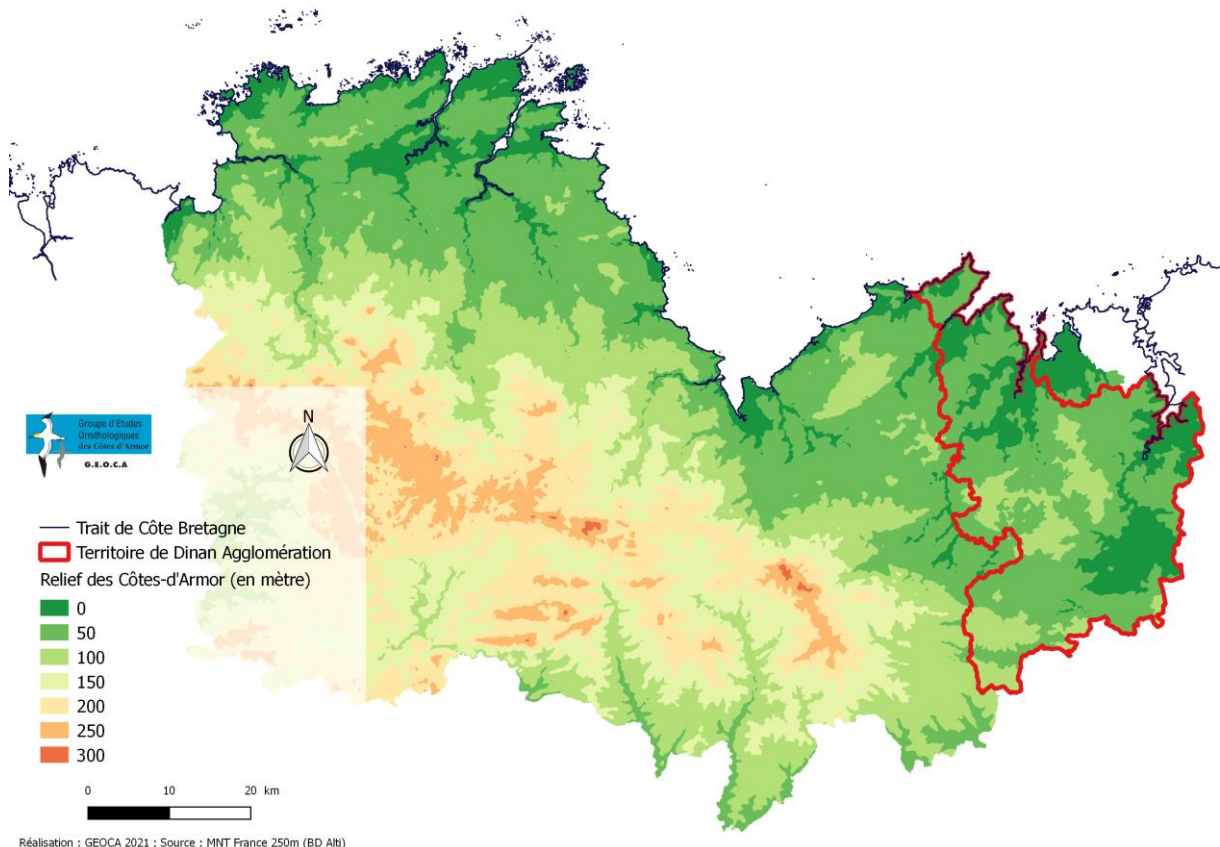 Groupe d'Etudes
Ornithologiques
des Côtes d'Armor
G.E.O.C.A
N
Trait de Côte Bretagne
Territoire de Dinan Agglomération
Relief des Côtes-d'Armor (en mètre)
0
50
100
150
200
250
300
0 10 20 km
Réalisation : GEOCA 2021 ; Source : MNT France 250m (BD Alti)